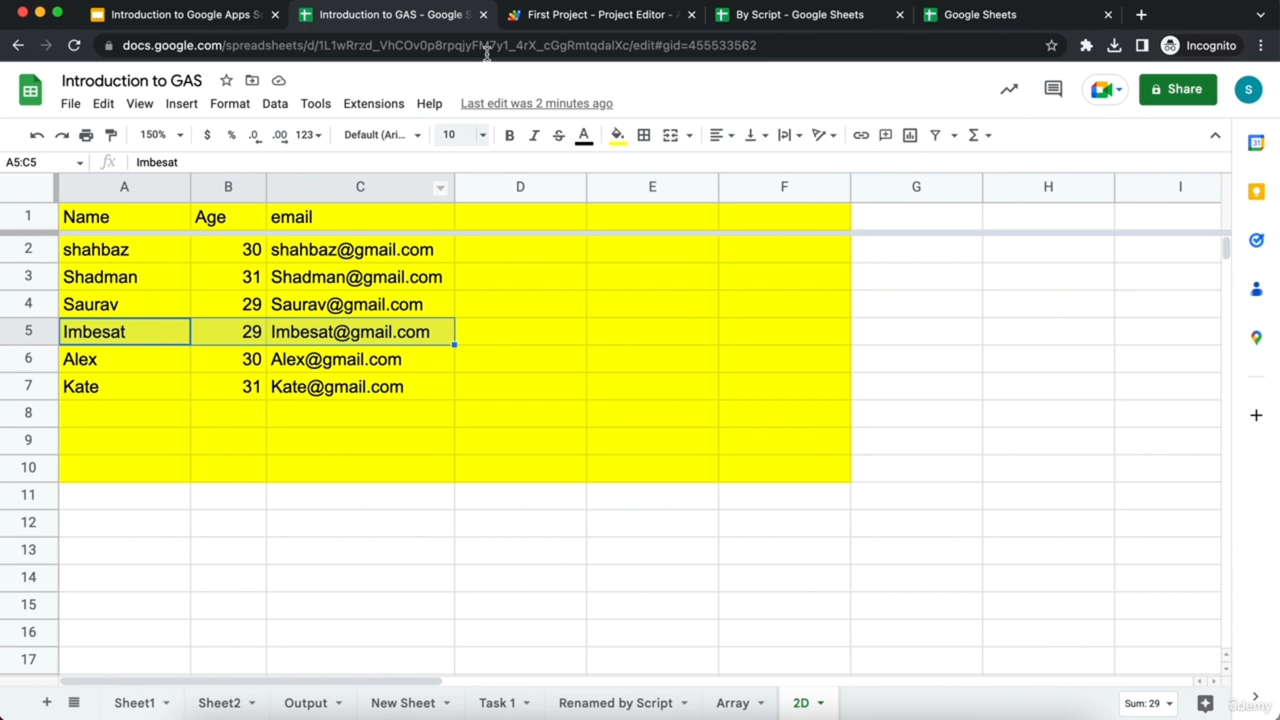 Introduction to Google Apps Sc
Introduction to GAS - Google S
First Project - Project Editor - A
By Script - Google Sheets
Google Sheets
docs.google.com/spreadsheets/d/1L1wRrzd_VhCOv0p8rpqjyFM7y1_4rX_cGgRmtqdalXc/edit#gid=455533562
Incognito
Introduction to GAS
Share
S
File Edit View Insert Format Data Tools Extensions Help Last edit was 2 minutes ago
150% $ % .0 .00 123 Default (Ari... 10 B I S A
A5:C5 fx Imbesat
A B C D E F G H I
1 Name Age email
2 shahbaz 30 shahbaz@gmail.com
3 Shadman 31 Shadman@gmail.com
4 Saurav 29 Saurav@gmail.com
5 Imbesat 29 Imbesat@gmail.com
6 Alex 30 Alex@gmail.com
7 Kate 31 Kate@gmail.com
8
9
10
11
12
13
14
15
16
17
Sheet1 Sheet2 Output New Sheet Task 1 Renamed by Script Array 2D Sum: 29
ûdemy